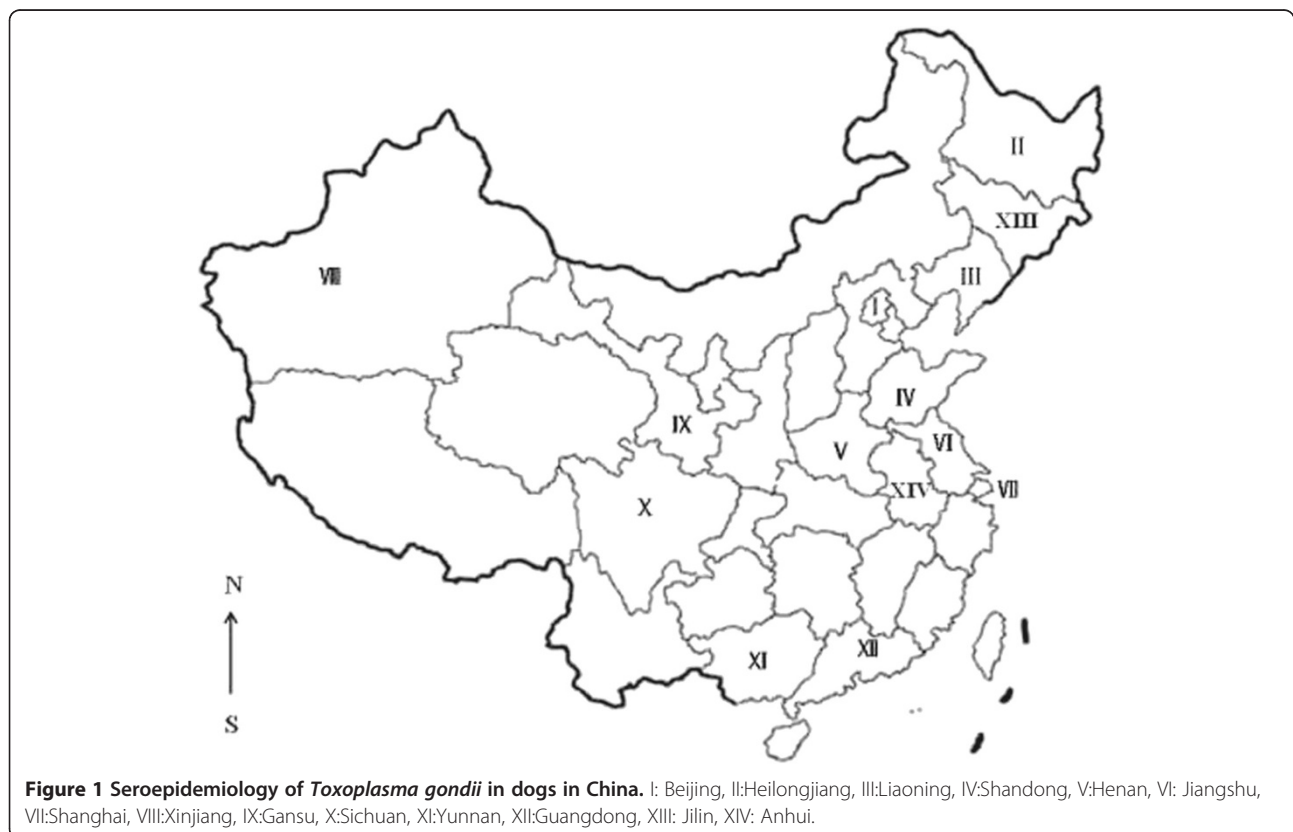 II
XIII
VIII
III
I
IV
IX
V
VI
XIV
VII
X
N
XII
XI
S
Figure 1 Seroepidemiology of Toxoplasma gondii in dogs in China. I: Beijing, II:Heilongjiang, III:Liaoning, IV:Shandong, V:Henan, VI: Jiangshu,
VII:Shanghai, VIII:Xinjiang, IX:Gansu, X:Sichuan, XI:Yunnan, XII:Guangdong, XIII: Jilin, XIV: Anhui.